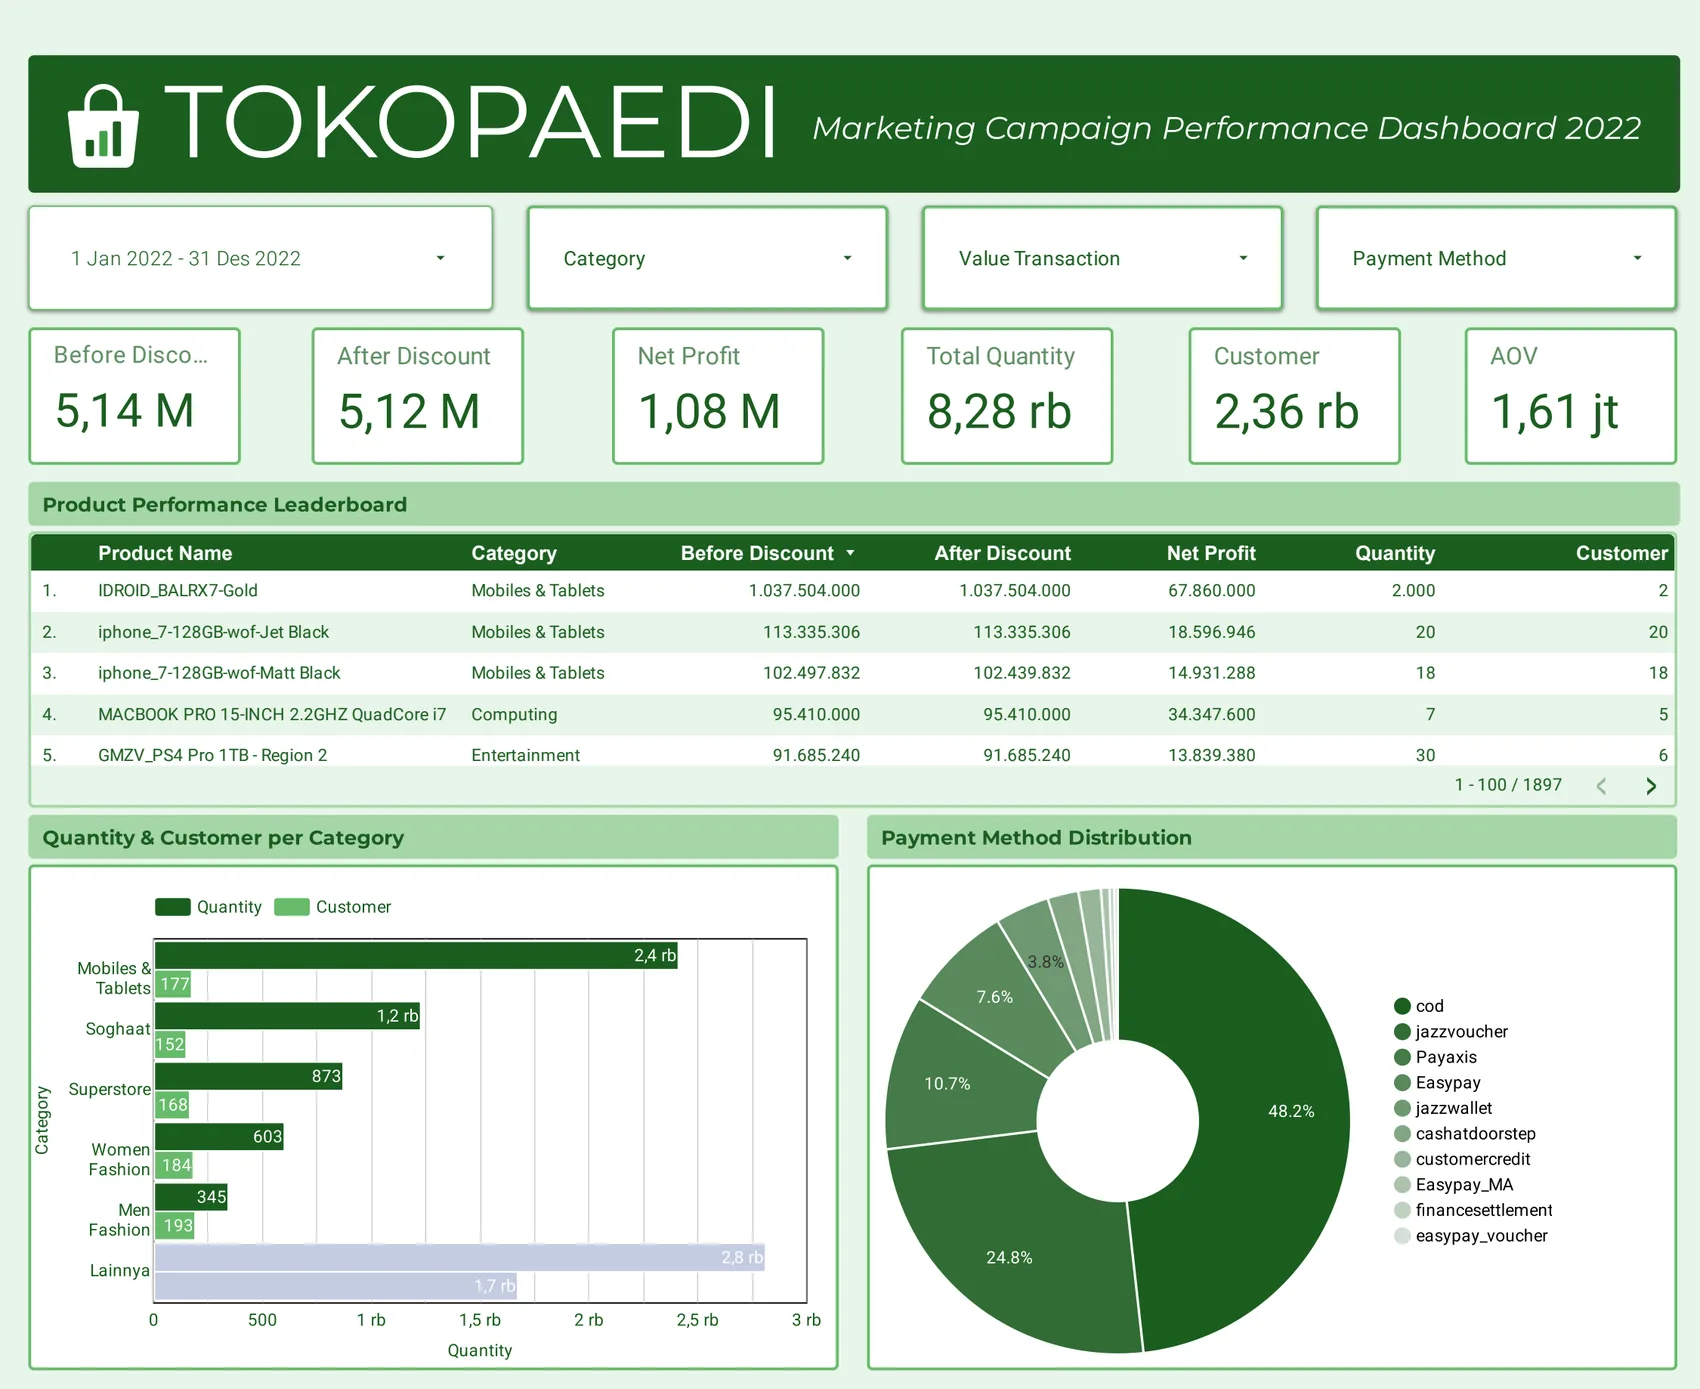 TOKOPAEDI Marketing Campaign Performance Dashboard 2022
1 Jan 2022 - 31 Des 2022 Category Value Transaction Payment Method
Before Disco... After Discount Net Profit Total Quantity Customer AOV
5,14 M 5,12 M 1,08 M 8,28 rb 2,36 rb 1,61 jt
Product Performance Leaderboard
Product Name Category Before Discount After Discount Net Profit Quantity Customer
1. IDROID_BALRX7-Gold Mobiles & Tablets 1.037.504.000 1.037.504.000 67.860.000 2.000 2
2. iphone_7-128GB-wof-Jet Black Mobiles & Tablets 113.335.306 113.335.306 18.596.946 20 20
3. iphone_7-128GB-wof-Matt Black Mobiles & Tablets 102.497.832 102.439.832 14.931.288 18 18
4. MACBOOK PRO 15-INCH 2.2GHZ QuadCore i7 Computing 95.410.000 95.410.000 34.347.600 7 5
5. GMZV_PS4 Pro 1TB - Region 2 Entertainment 91.685.240 91.685.240 13.839.380 30 6
1 - 100 / 1897
Quantity & Customer per Category
Quantity Customer
Category
Mobiles &
Tablets
2,4 rb
177
Soghaat
1,2 rb
152
Superstore
873
168
Women
Fashion
603
184
Men
Fashion
345
193
Lainnya
2,8 rb
1,7 rb
0 500 1 rb 1,5 rb 2 rb 2,5 rb 3 rb
Quantity
Payment Method Distribution
3.8%
7.6%
10.7%
48.2%
24.8%
cod
jazzvoucher
Payaxis
Easypay
jazzwallet
cashatdoorstep
customercredit
Easypay_MA
financesettlement
easypay_voucher